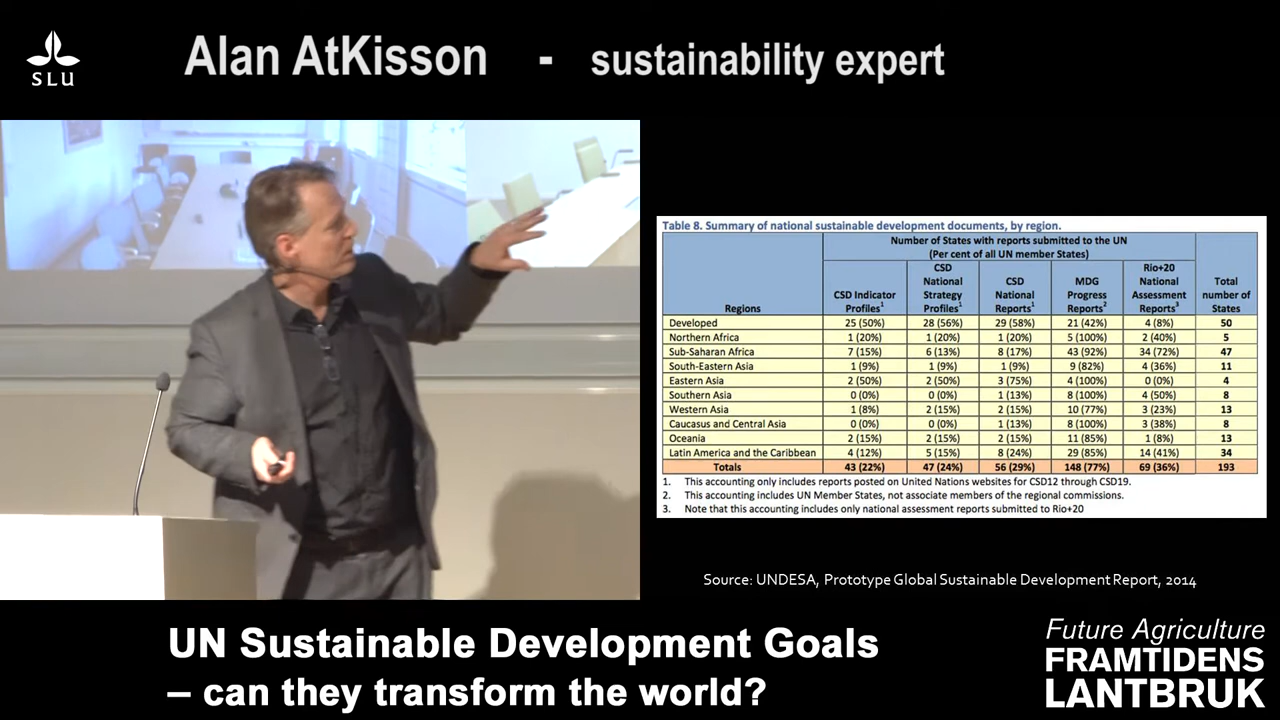 SLU
Alan AtKisson - sustainability expert
Table 8. Summary of national sustainable development documents, by region.
Number of States with reports submitted to the UN
(Per cent of all UN member States)
Regions
CSD Indicator
Profiles1
CSD
National
Strategy
Profiles1
CSD
National
Reports1
MDG
Progress
Reports2
Rio+20
National
Assessment
Reports3
Total
number of
States
Developed 25 (50%) 28 (56%) 29 (58%) 21 (42%) 4 (8%) 50
Northern Africa 1 (20%) 1 (20%) 1 (20%) 5 (100%) 2 (40%) 5
Sub-Saharan Africa 7 (15%) 6 (13%) 8 (17%) 43 (92%) 34 (72%) 47
South-Eastern Asia 1 (9%) 1 (9%) 1 (9%) 9 (82%) 4 (36%) 11
Eastern Asia 2 (50%) 2 (50%) 3 (75%) 4 (100%) 0 (0%) 4
Southern Asia 0 (0%) 0 (0%) 1 (13%) 8 (100%) 4 (50%) 8
Western Asia 1 (8%) 2 (15%) 2 (15%) 10 (77%) 3 (23%) 13
Caucasus and Central Asia 0 (0%) 0 (0%) 1 (13%) 8 (100%) 3 (38%) 8
Oceania 2 (15%) 2 (15%) 2 (15%) 11 (85%) 1 (8%) 13
Latin America and the Caribbean 4 (12%) 5 (15%) 8 (24%) 29 (85%) 14 (41%) 34
Totals 43 (22%) 47 (24%) 56 (29%) 148 (77%) 69 (36%) 193
1. This accounting only includes reports posted on United Nations websites for CSD12 through CSD19.
2. This accounting includes UN Member States, not associate members of the regional commissions.
3. Note that this accounting includes only national assessment reports submitted to Rio+20
Source: UNDESA, Prototype Global Sustainable Development Report, 2014
UN Sustainable Development Goals
– can they transform the world?
Future Agriculture
FRAMTIDENS
LANTBRUK